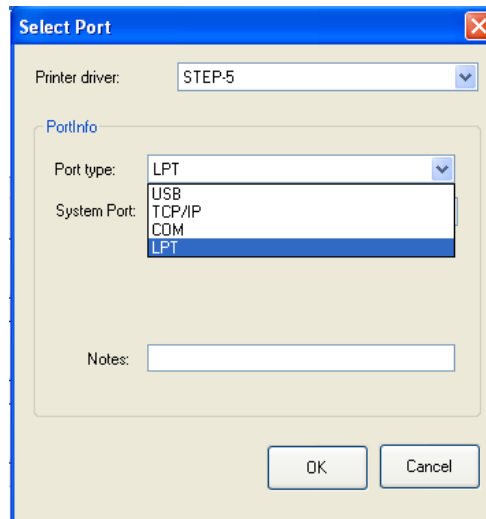 Select Port
Printer driver: STEP-5
PortInfo
Port type: LPT
USB
System Port: TCP/IP
COM
LPT
Notes:
OK Cancel